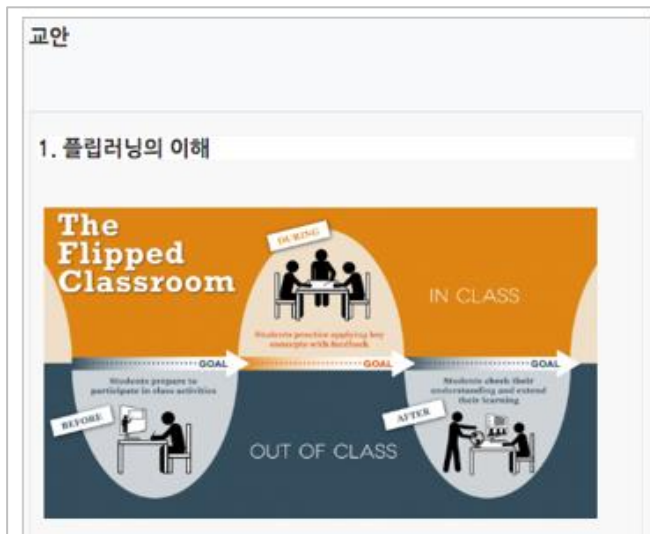 교안
1. 플립러닝의 이해
The
Flipped
Classroom
DURING
IN CLASS
Students practice applying key
concepts with feedback
GOAL
GOAL
GOAL
Students prepare to
participate in class activities
Students check their
understanding and extend
their learning
BEFORE
AFTER
OUT OF CLASS